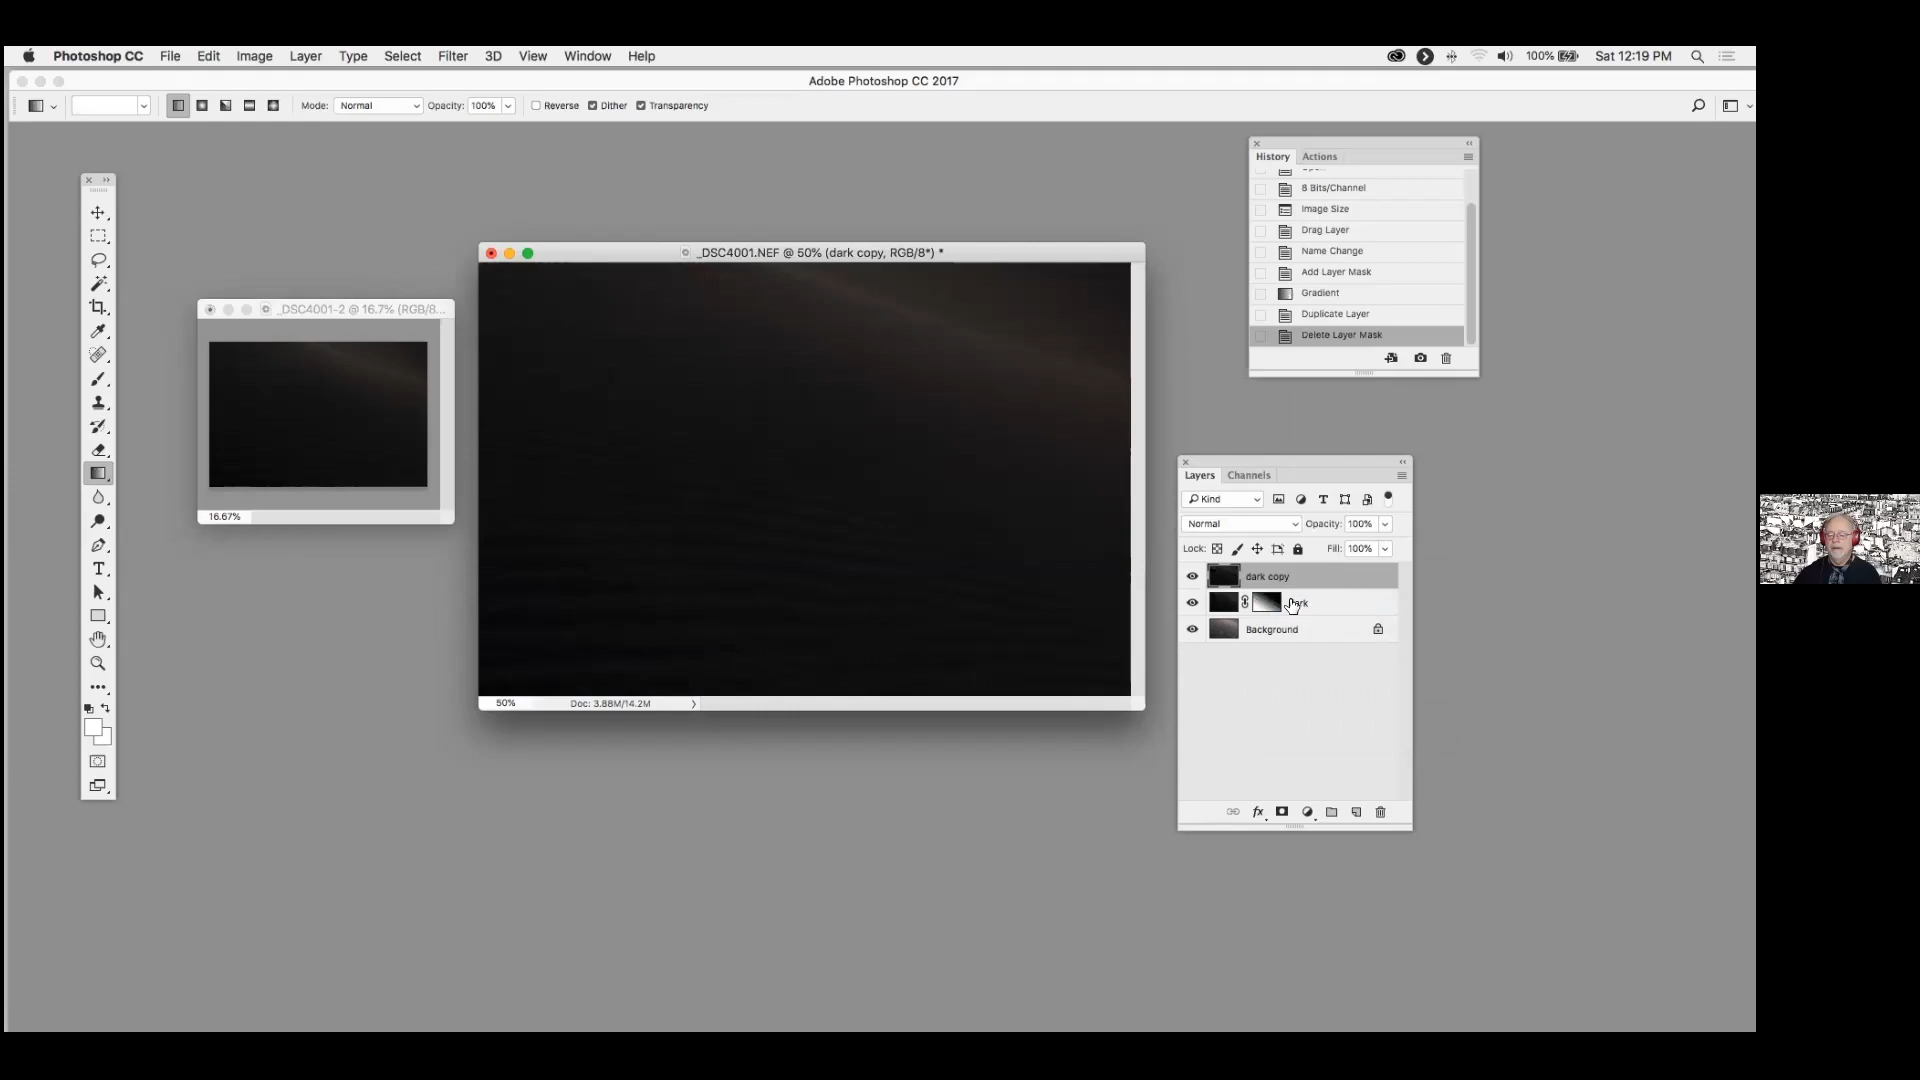 Photoshop CC File Edit Image Layer Type Select Filter 3D View Window Help 100% Sat 12:19 PM
Adobe Photoshop CC 2017
Mode: Normal Opacity: 100% Reverse Dither Transparency
History Actions
8 Bits/Channel
Image Size
Drag Layer
Name Change
Add Layer Mask
Gradient
Duplicate Layer
Delete Layer Mask
_DSC4001.NEF @ 50% (dark copy, RGB/8*) *
50% Doc: 3.88M/14.2M
_DSC4001-2 @ 16.7% (RGB/8...
16.67%
Layers Channels
Kind
Normal Opacity: 100%
Lock: Fill: 100%
dark copy
Background
fx